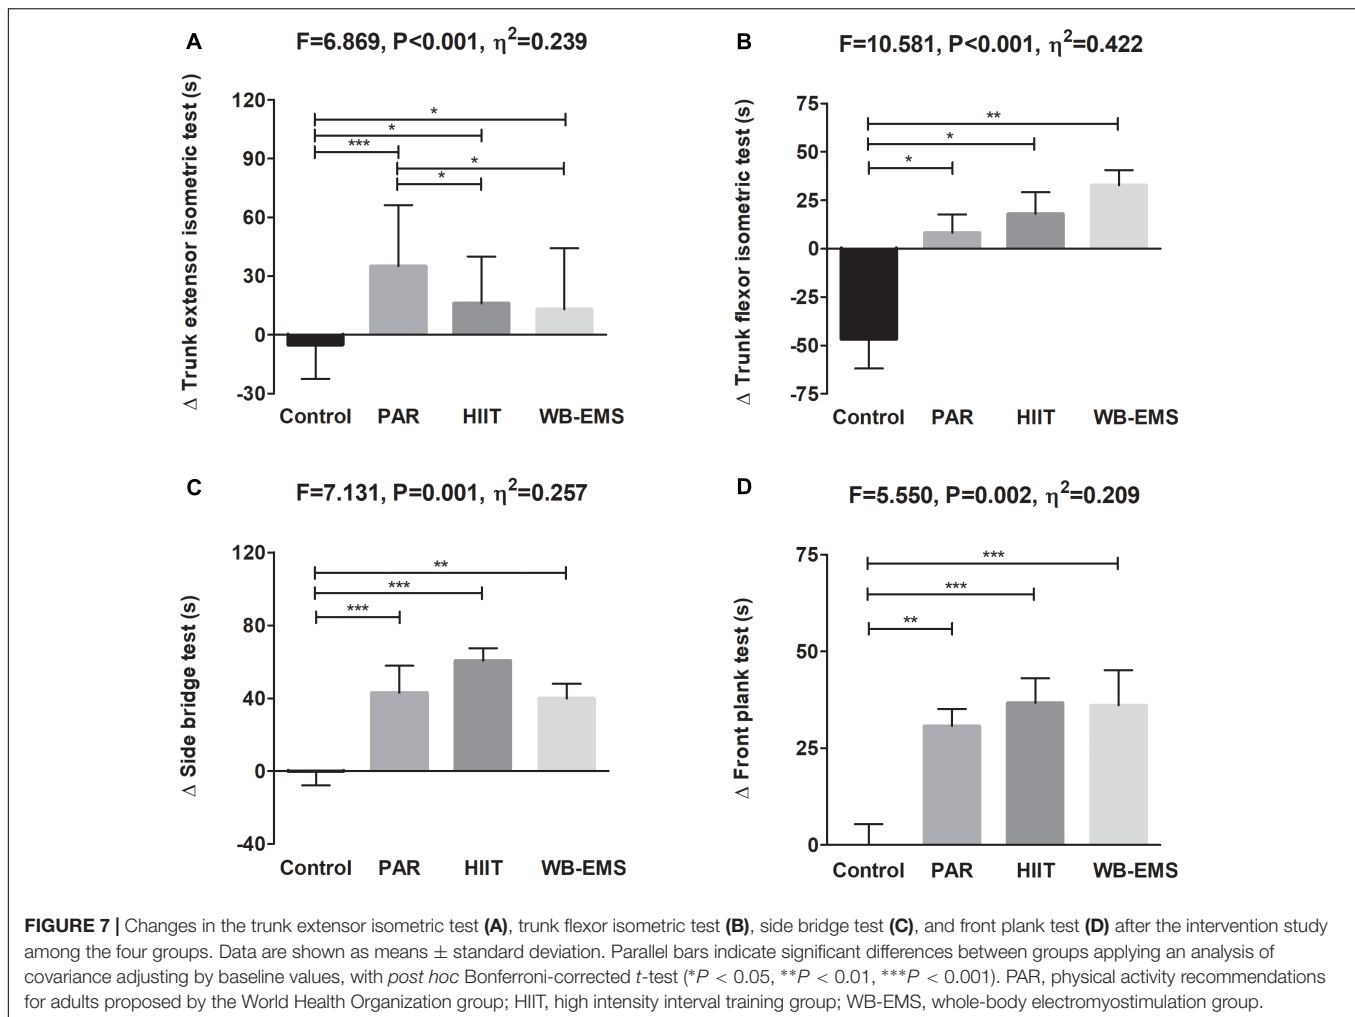 A
F=6.869, P<0.001, η²=0.239
Δ Trunk extensor isometric test (s)
120
90
60
30
0
-30
*
*
***
*
*
Control PAR HIIT WB-EMS
B
F=10.581, P<0.001, η²=0.422
Δ Trunk flexor isometric test (s)
75
50
25
0
-25
-50
-75
**
*
*
Control PAR HIIT WB-EMS
C
F=7.131, P=0.001, η²=0.257
Δ Side bridge test (s)
120
80
40
0
-40
**
***
***
Control PAR HIIT WB-EMS
D
F=5.550, P=0.002, η²=0.209
Δ Front plank test (s)
75
50
25
0
***
***
**
Control PAR HIIT WB-EMS
FIGURE 7 | Changes in the trunk extensor isometric test (A), trunk flexor isometric test (B), side bridge test (C), and front plank test (D) after the intervention study
among the four groups. Data are shown as means ± standard deviation. Parallel bars indicate significant differences between groups applying an analysis of
covariance adjusting by baseline values, with post hoc Bonferroni-corrected t-test (*P < 0.05, **P < 0.01, ***P < 0.001). PAR, physical activity recommendations
for adults proposed by the World Health Organization group; HIIT, high intensity interval training group; WB-EMS, whole-body electromyostimulation group.